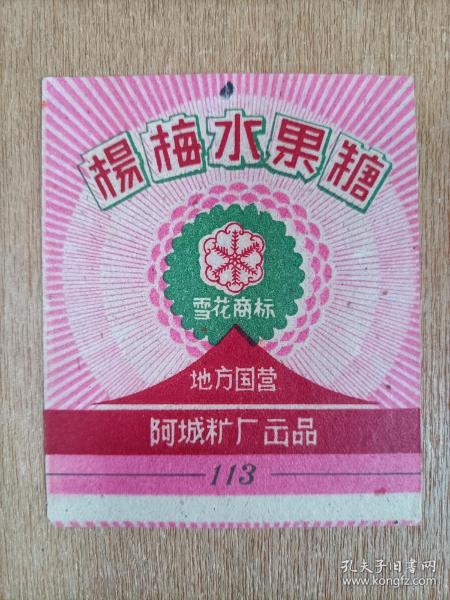 楊梅水果糖
雪花商标
地方国营
阿城糖厂出品
113
孔夫子旧书网
www.kongfz.com